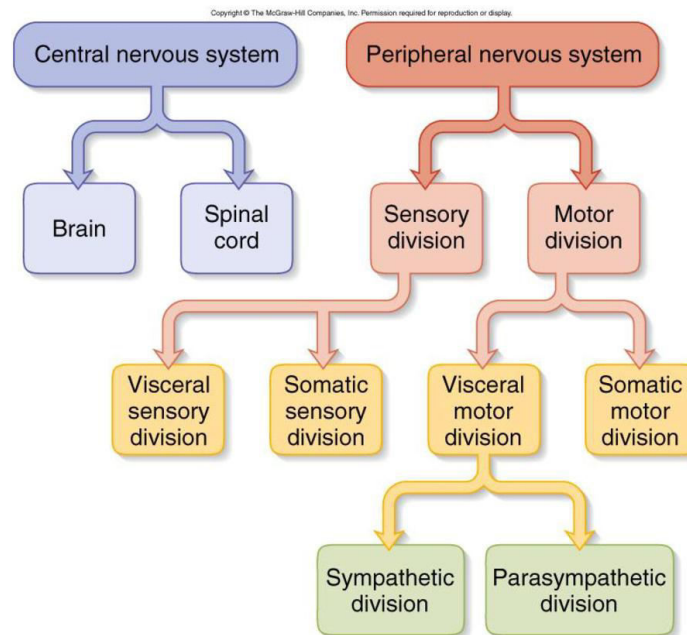 Copyright © The McGraw-Hill Companies, Inc. Permission required for reproduction or display.
Central nervous system
Peripheral nervous system
Brain
Spinal
cord
Sensory
division
Motor
division
Visceral
sensory
division
Somatic
sensory
division
Visceral
motor
division
Somatic
motor
division
Sympathetic
division
Parasympathetic
division